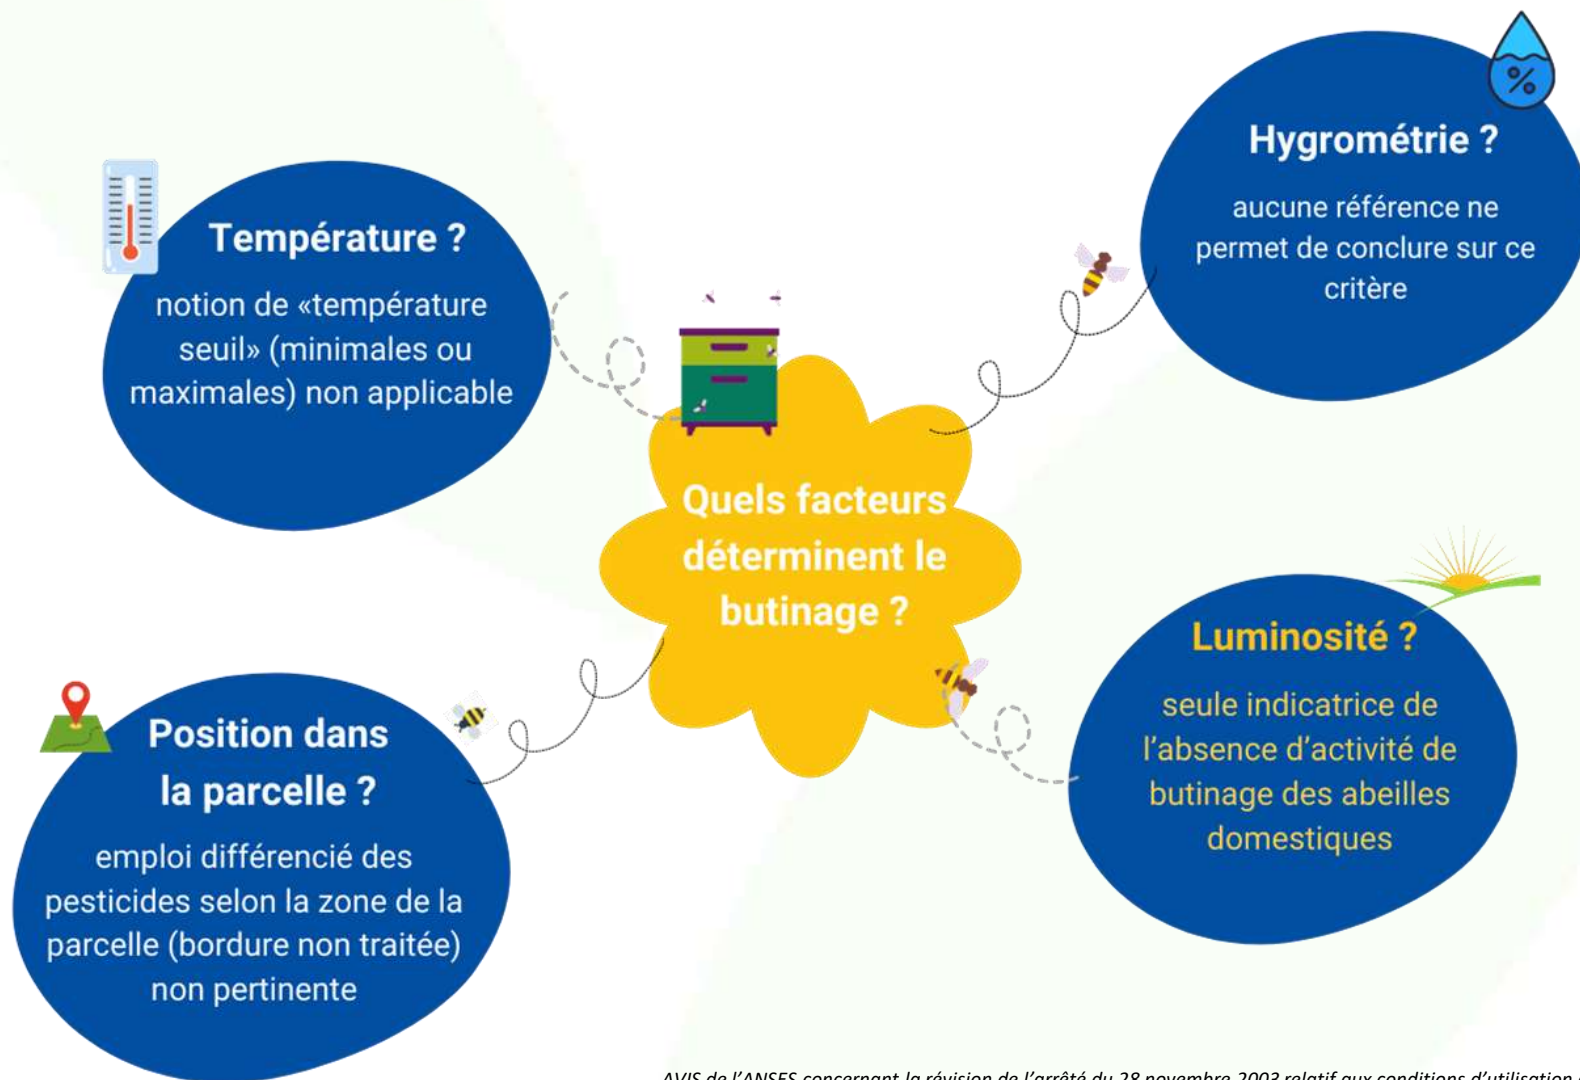 Température ?
notion de «température
seuil» (minimales ou
maximales) non applicable
Hygrométrie ?
aucune référence ne
permet de conclure sur ce
critère
%
Quels facteurs
déterminent le
butinage ?
Position dans
la parcelle ?
emploi différencié des
pesticides selon la zone de la
parcelle (bordure non traitée)
non pertinente
Luminosité ?
seule indicatrice de
l'absence d'activité de
butinage des abeilles
domestiques
AVIS de l'ANSES concernant la révision de l'arrêté du 28 novembre 2003 relatif aux conditions d'utilisation